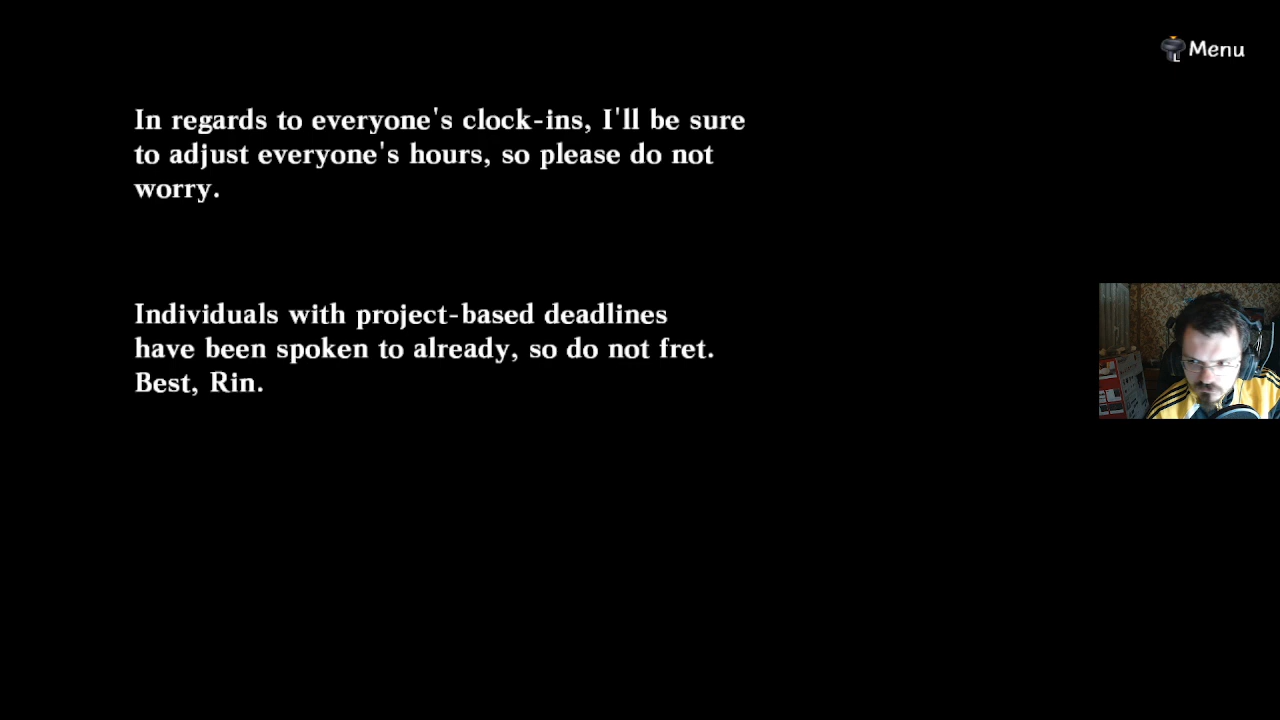 Menu
In regards to everyone's clock-ins, I'll be sure
to adjust everyone's hours, so please do not
worry.
Individuals with project-based deadlines
have been spoken to already, so do not fret.
Best, Rin.